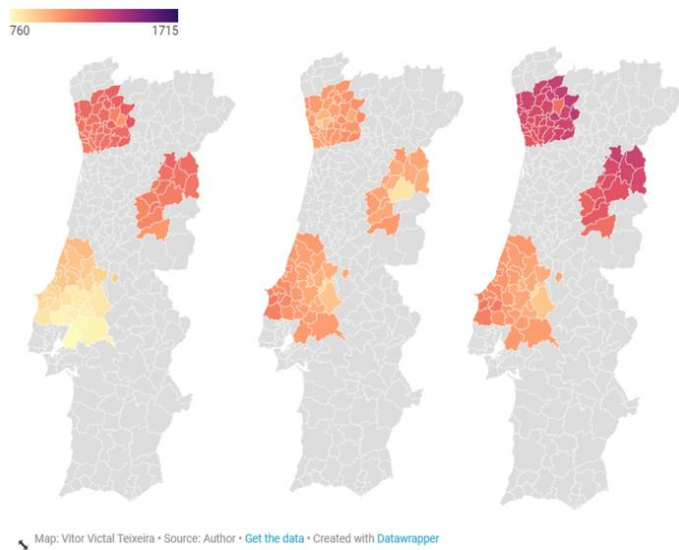 760 1715
Map: Vitor Victal Teixeira • Source: Author • Get the data • Created with Datawrapper